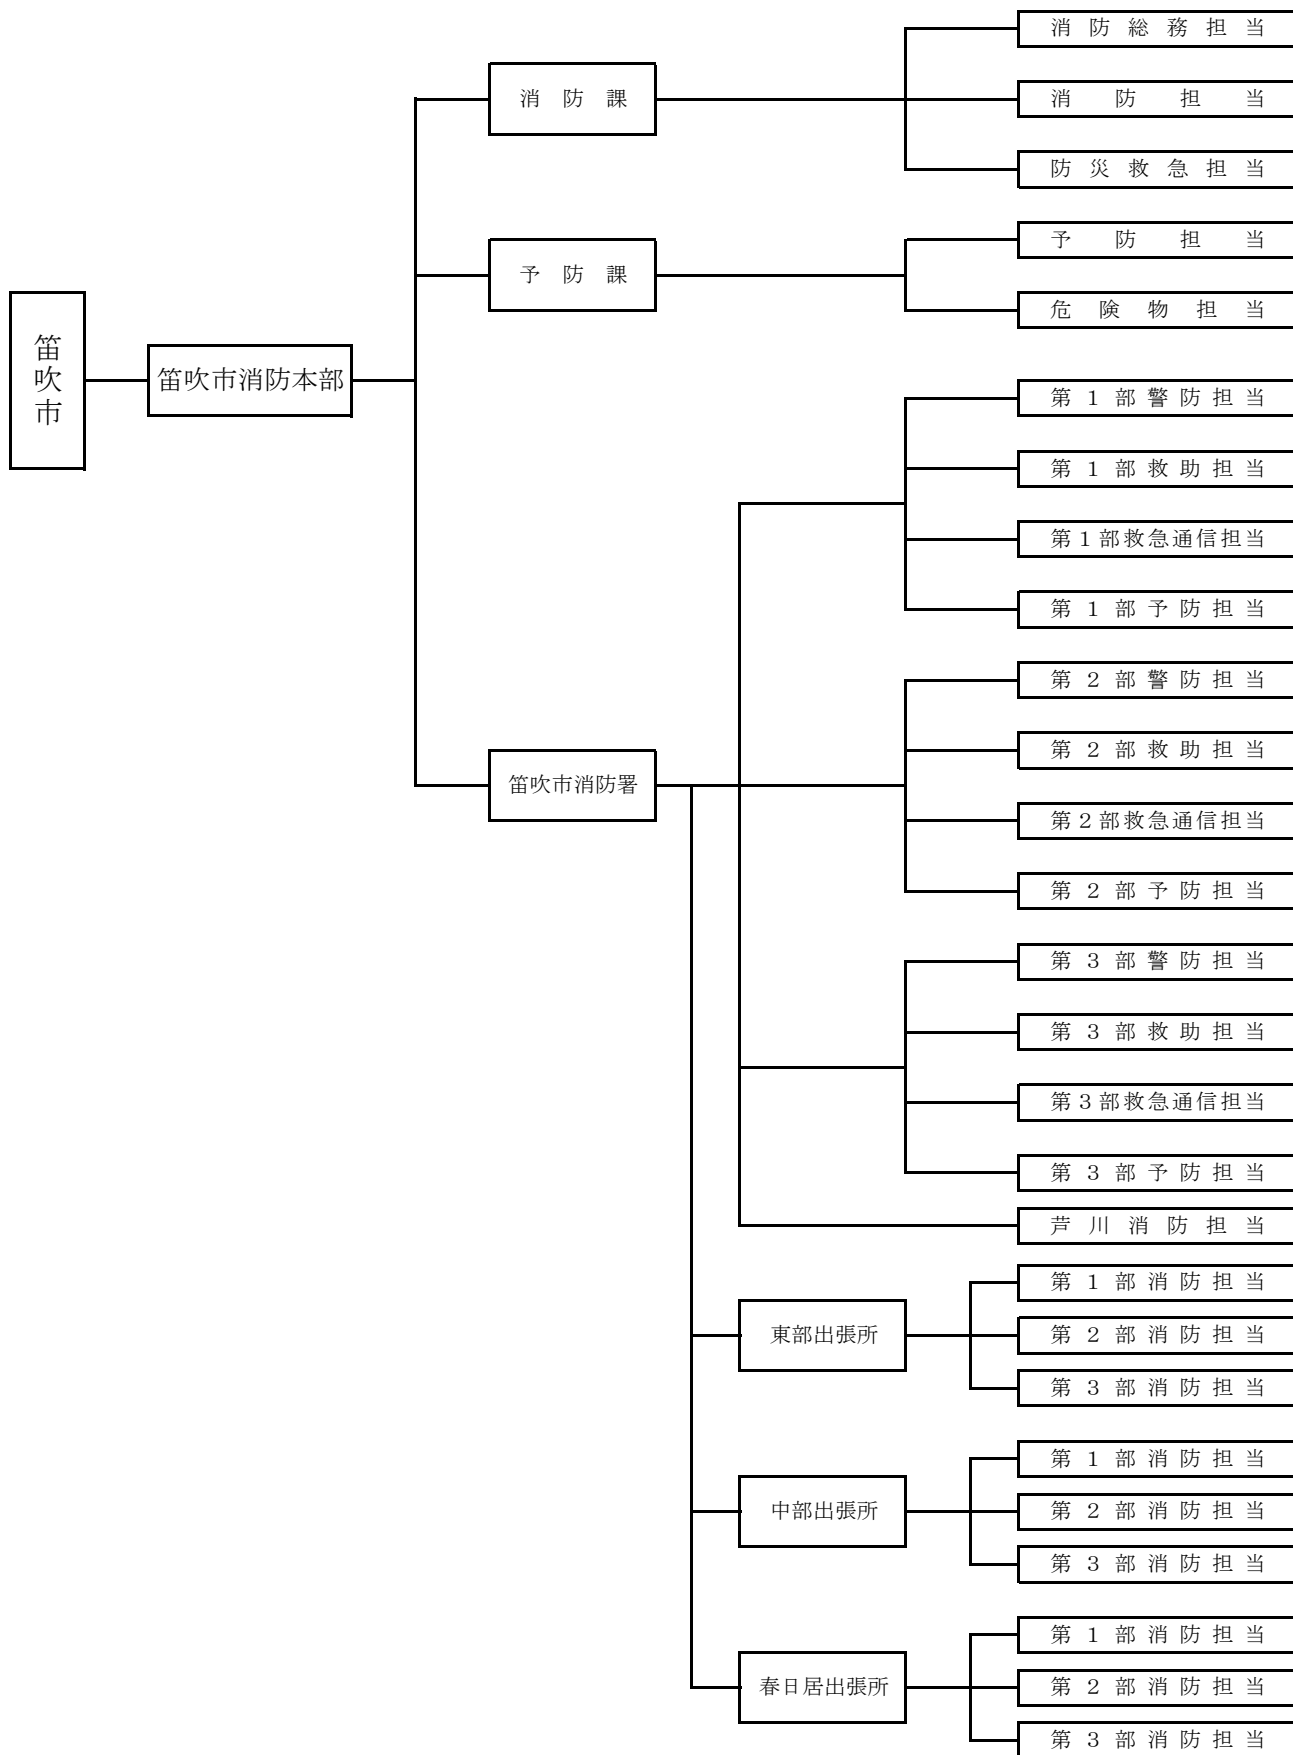 笛吹市
笛吹市消防本部
消防課
消防総務担当
消防担当
防災救急担当
予防課
予防担当
危険物担当
笛吹市消防署
第１部警防担当
第１部救助担当
第１部救急通信担当
第１部予防担当
第２部警防担当
第２部救助担当
第２部救急通信担当
第２部予防担当
第３部警防担当
第３部救助担当
第３部救急通信担当
第３部予防担当
芦川消防担当
東部出張所
第１部消防担当
第２部消防担当
第３部消防担当
中部出張所
第１部消防担当
第２部消防担当
第３部消防担当
春日居出張所
第１部消防担当
第２部消防担当
第３部消防担当